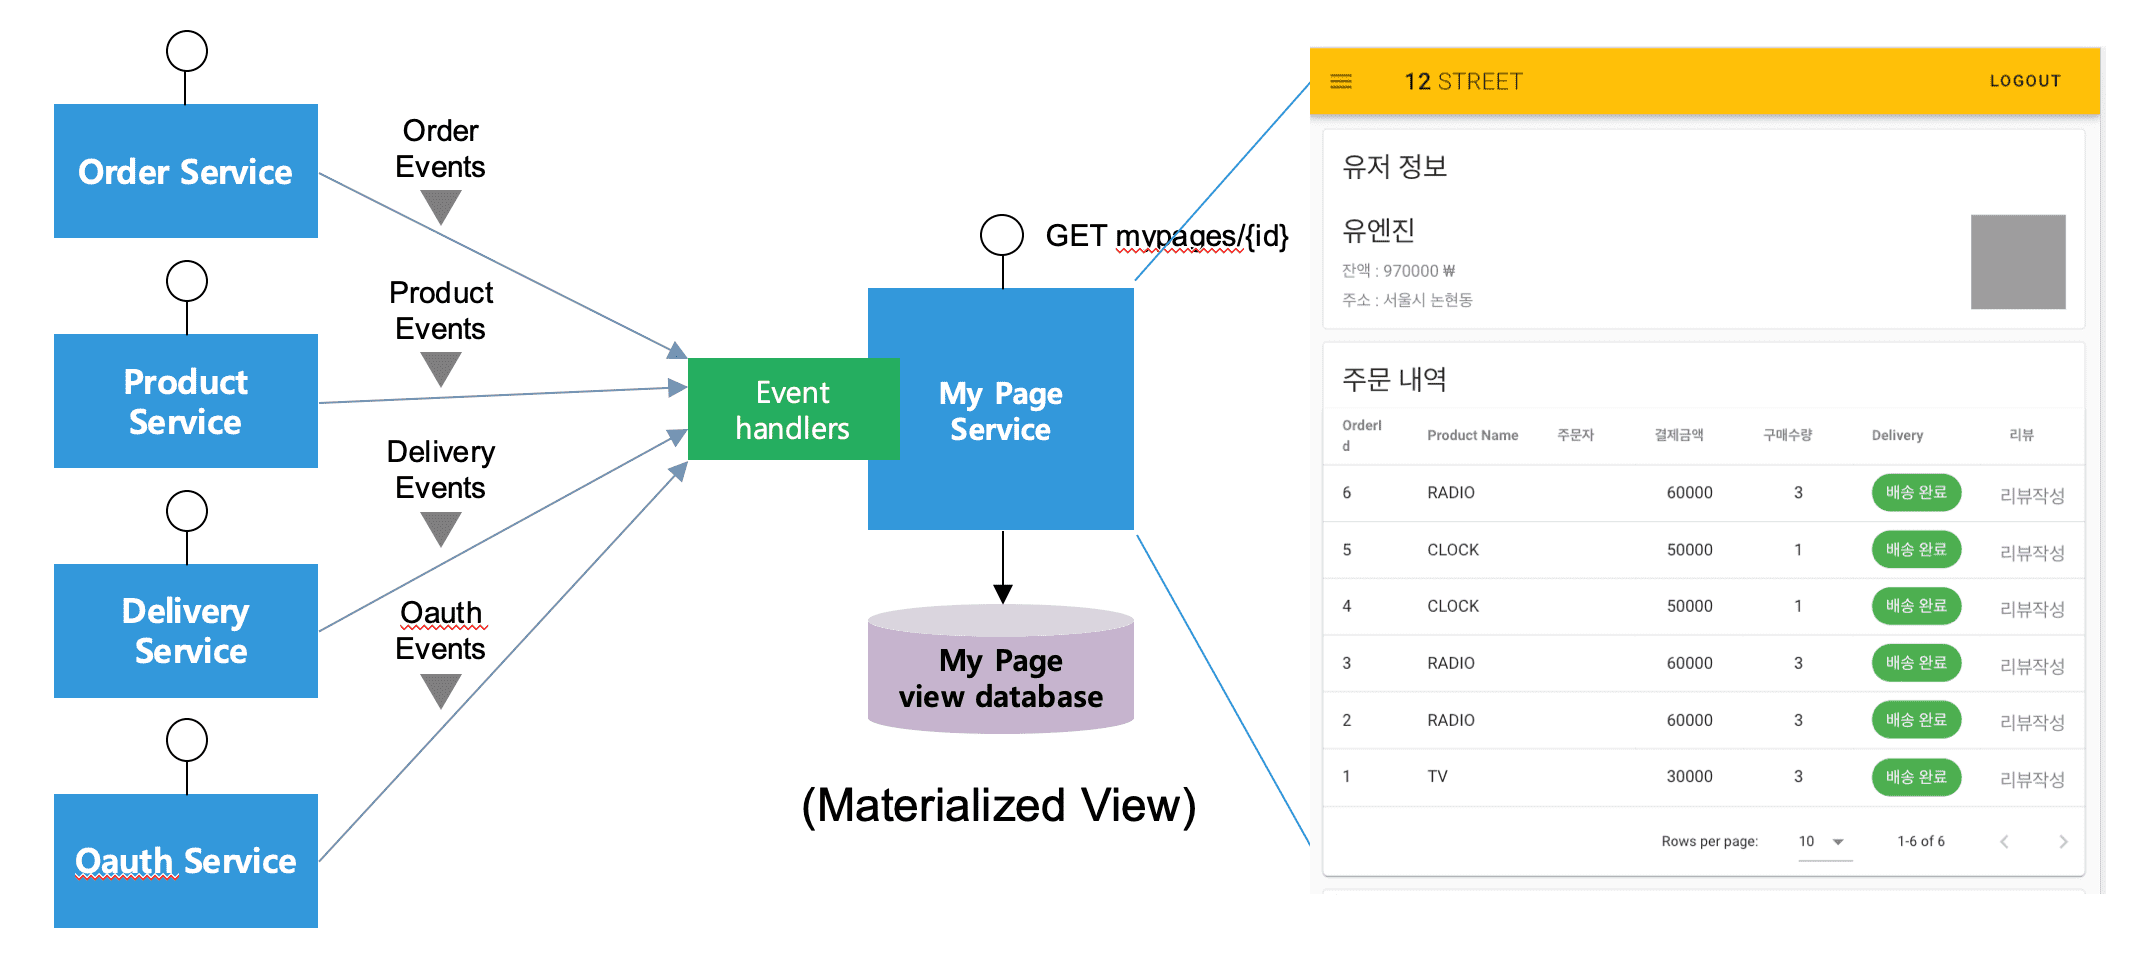 Order Service
Order
Events
Product
Service
Product
Events
Delivery
Service
Delivery
Events
Oauth Service
Oauth
Events
Event
handlers
GET mypages/{id}
My Page
Service
My Page
view database
(Materialized View)
12 STREET
LOGOUT
유저 정보
유엔진
잔액 : 970000 ₩
주소 : 서울시 논현동
주문 내역
OrderI
d
Product Name 주문자 결제금액 구매수량 Delivery 리뷰
6 RADIO 60000 3 배송 완료 리뷰작성
5 CLOCK 50000 1 배송 완료 리뷰작성
4 CLOCK 50000 1 배송 완료 리뷰작성
3 RADIO 60000 3 배송 완료 리뷰작성
2 RADIO 60000 3 배송 완료 리뷰작성
1 TV 30000 3 배송 완료 리뷰작성
Rows per page: 10 1-6 of 6